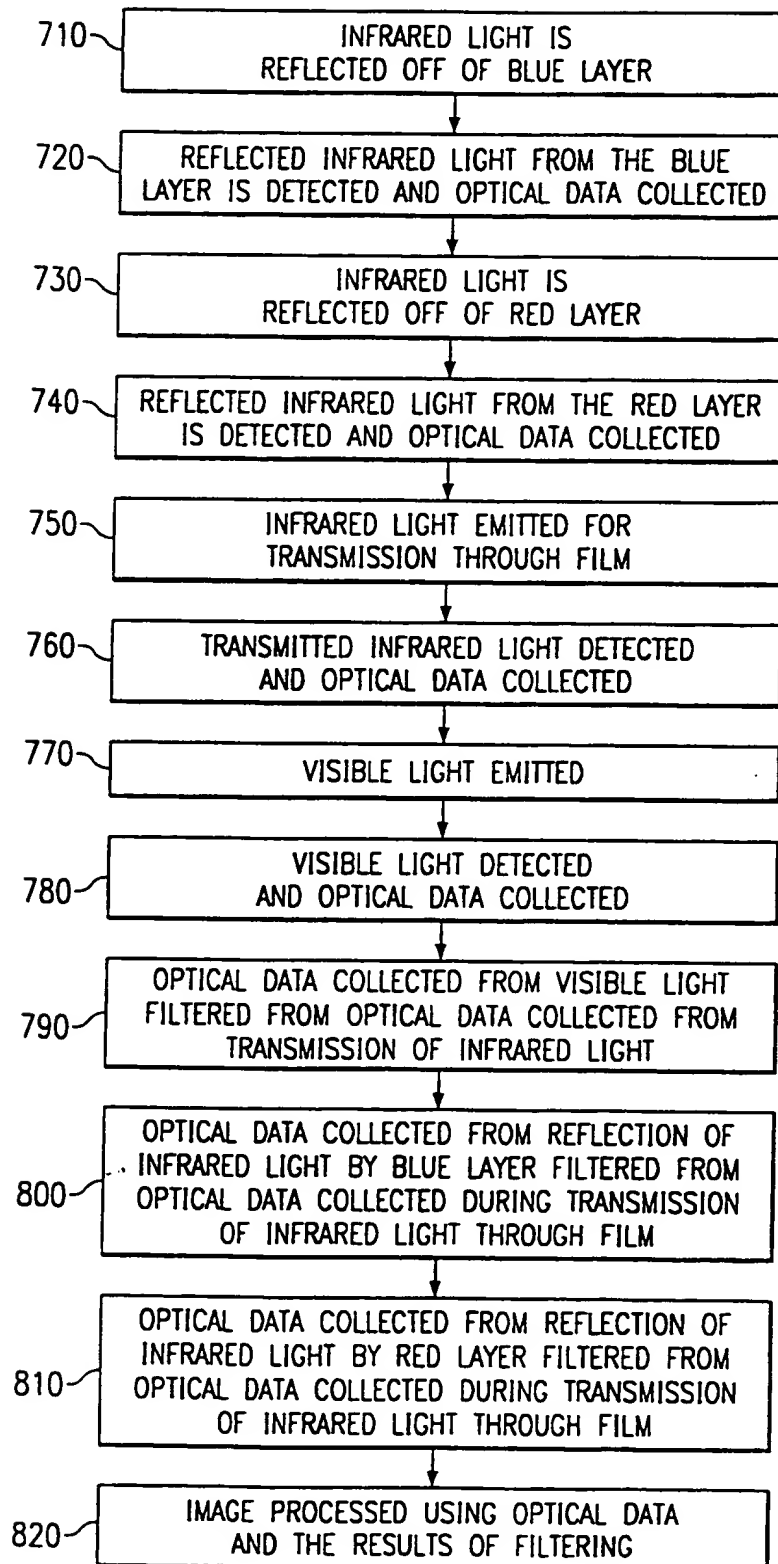 710
INFRARED LIGHT IS
REFLECTED OFF OF BLUE LAYER
720
REFLECTED INFRARED LIGHT FROM THE BLUE
LAYER IS DETECTED AND OPTICAL DATA COLLECTED
730
INFRARED LIGHT IS
REFLECTED OFF OF RED LAYER
740
REFLECTED INFRARED LIGHT FROM THE RED LAYER
IS DETECTED AND OPTICAL DATA COLLECTED
750
INFRARED LIGHT EMITTED FOR
TRANSMISSION THROUGH FILM
760
TRANSMITTED INFRARED LIGHT DETECTED
AND OPTICAL DATA COLLECTED
770
VISIBLE LIGHT EMITTED
780
VISIBLE LIGHT DETECTED
AND OPTICAL DATA COLLECTED
790
OPTICAL DATA COLLECTED FROM VISIBLE LIGHT
FILTERED FROM OPTICAL DATA COLLECTED FROM
TRANSMISSION OF INFRARED LIGHT
800
OPTICAL DATA COLLECTED FROM REFLECTION OF
INFRARED LIGHT BY BLUE LAYER FILTERED FROM
OPTICAL DATA COLLECTED DURING TRANSMISSION
OF INFRARED LIGHT THROUGH FILM
810
OPTICAL DATA COLLECTED FROM REFLECTION OF
INFRARED LIGHT BY RED LAYER FILTERED FROM
OPTICAL DATA COLLECTED DURING TRANSMISSION
OF INFRARED LIGHT THROUGH FILM
820
IMAGE PROCESSED USING OPTICAL DATA
AND THE RESULTS OF FILTERING